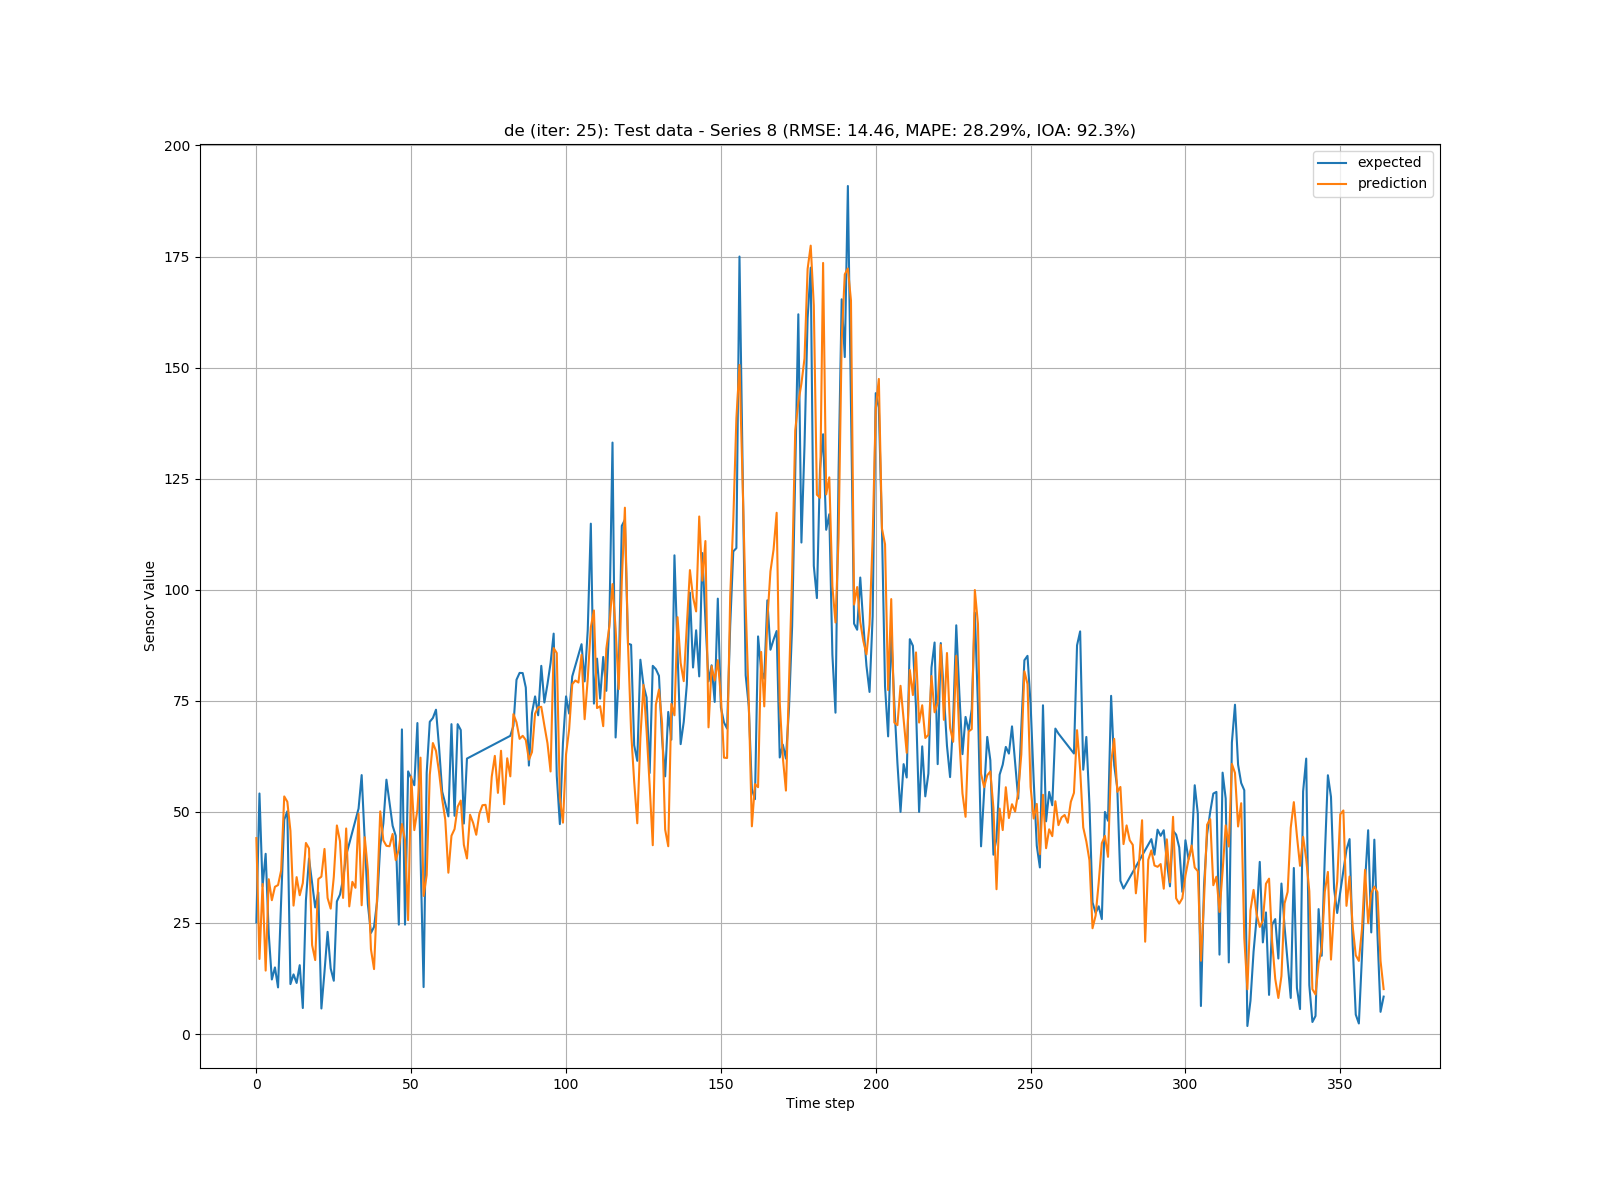 de (iter: 25): Test data - Series 8 (RMSE: 14.46, MAPE: 28.29%, IOA: 92.3%)
expected
prediction
Sensor Value
200
175
150
125
100
75
50
25
0
0 50 100 150 200 250 300 350
Time step